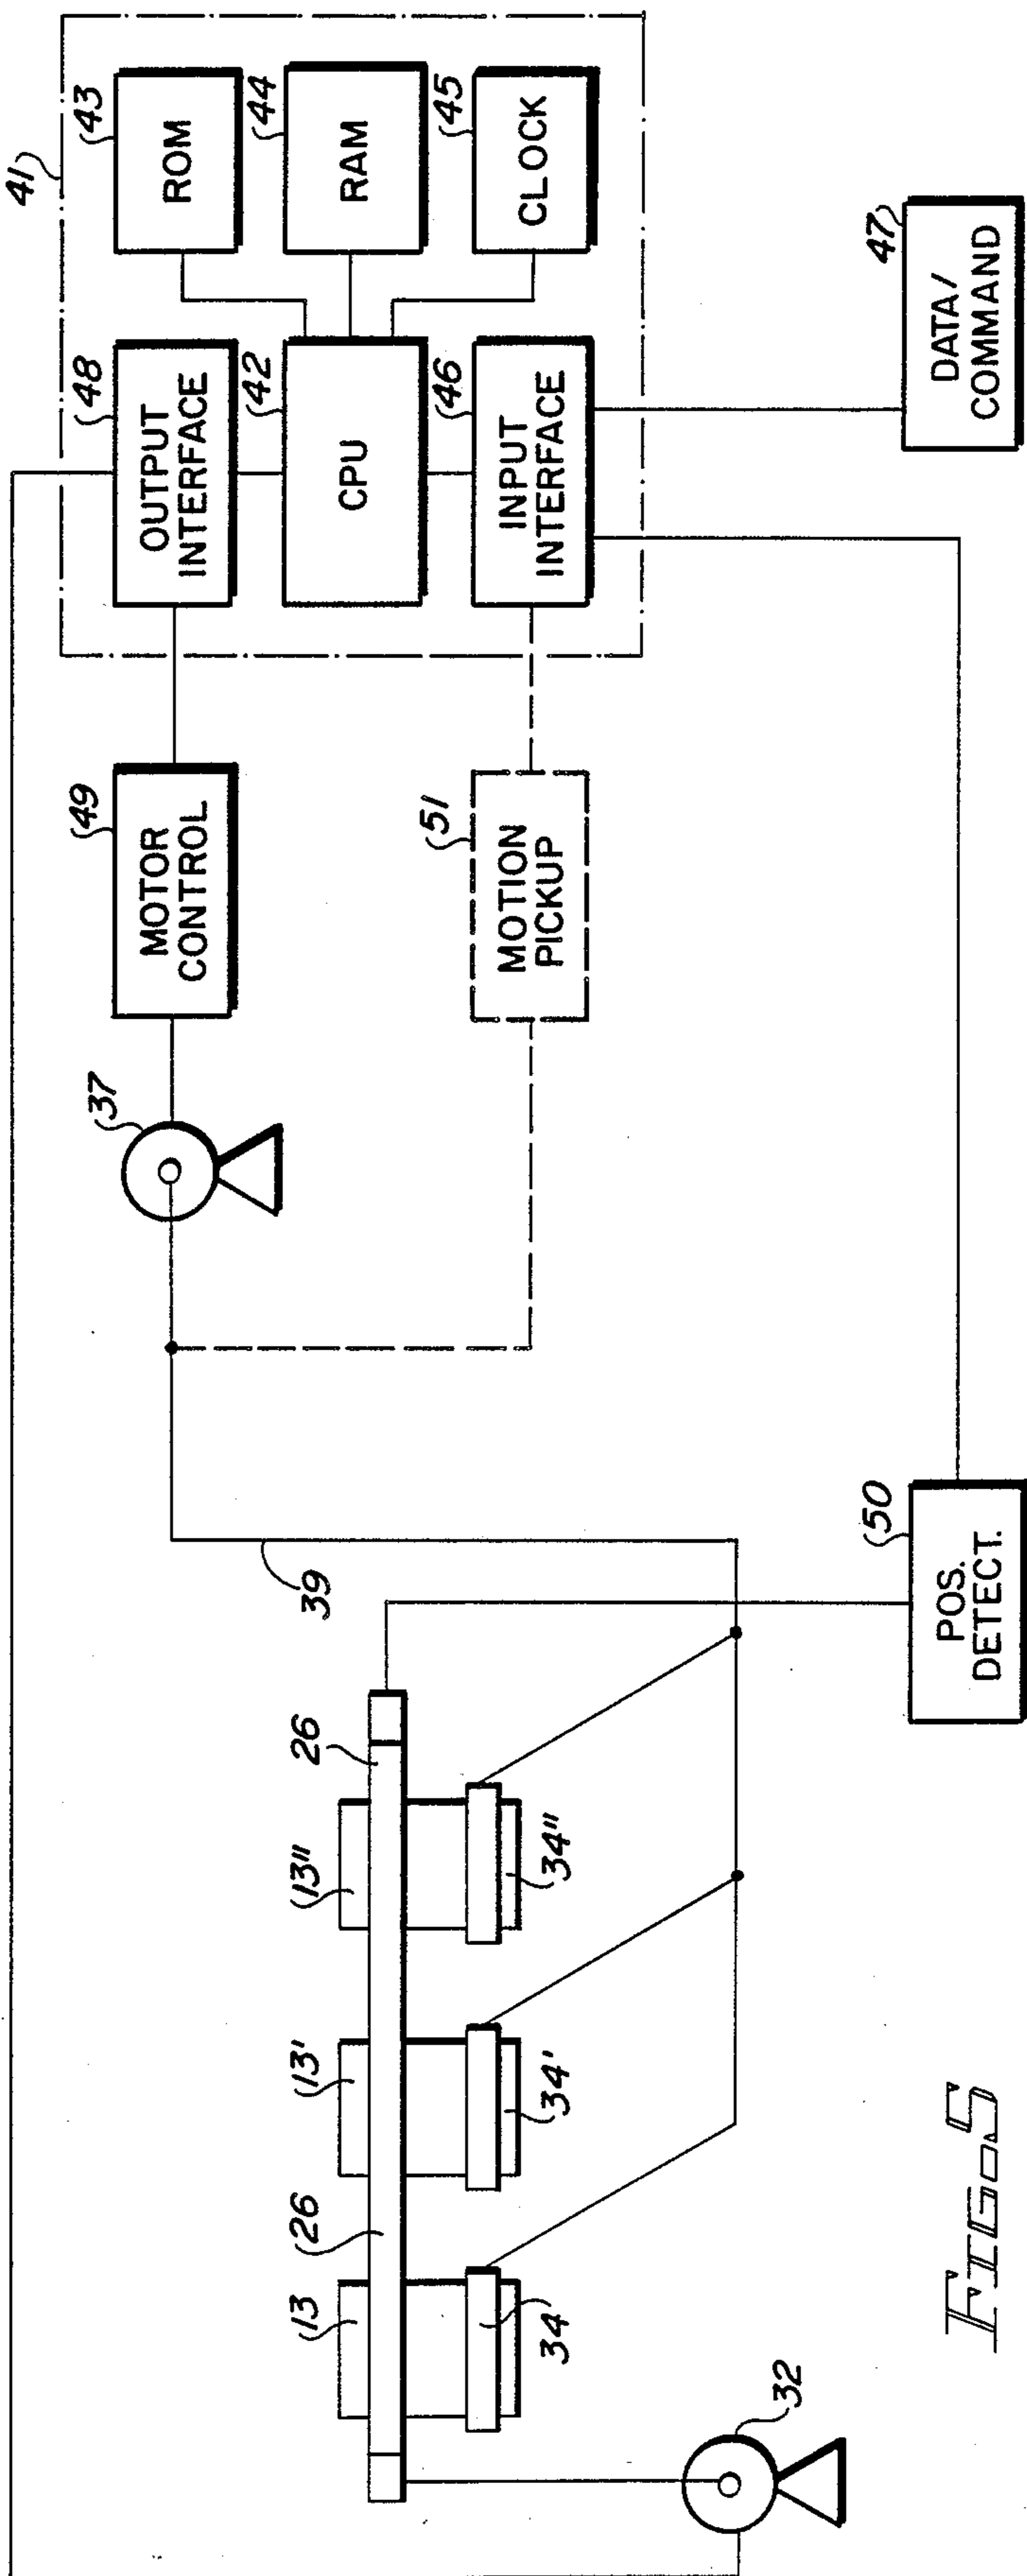 41
48
OUTPUT
INTERFACE
43
ROM
42
CPU
44
RAM
46
INPUT
INTERFACE
45
CLOCK
49
MOTOR
CONTROL
37
51
MOTION
PICKUP
47
DATA/
COMMAND
39
50
POS.
DETECT.
13
26
13'
13"
26
34
34'
34"
32
FIG. 5